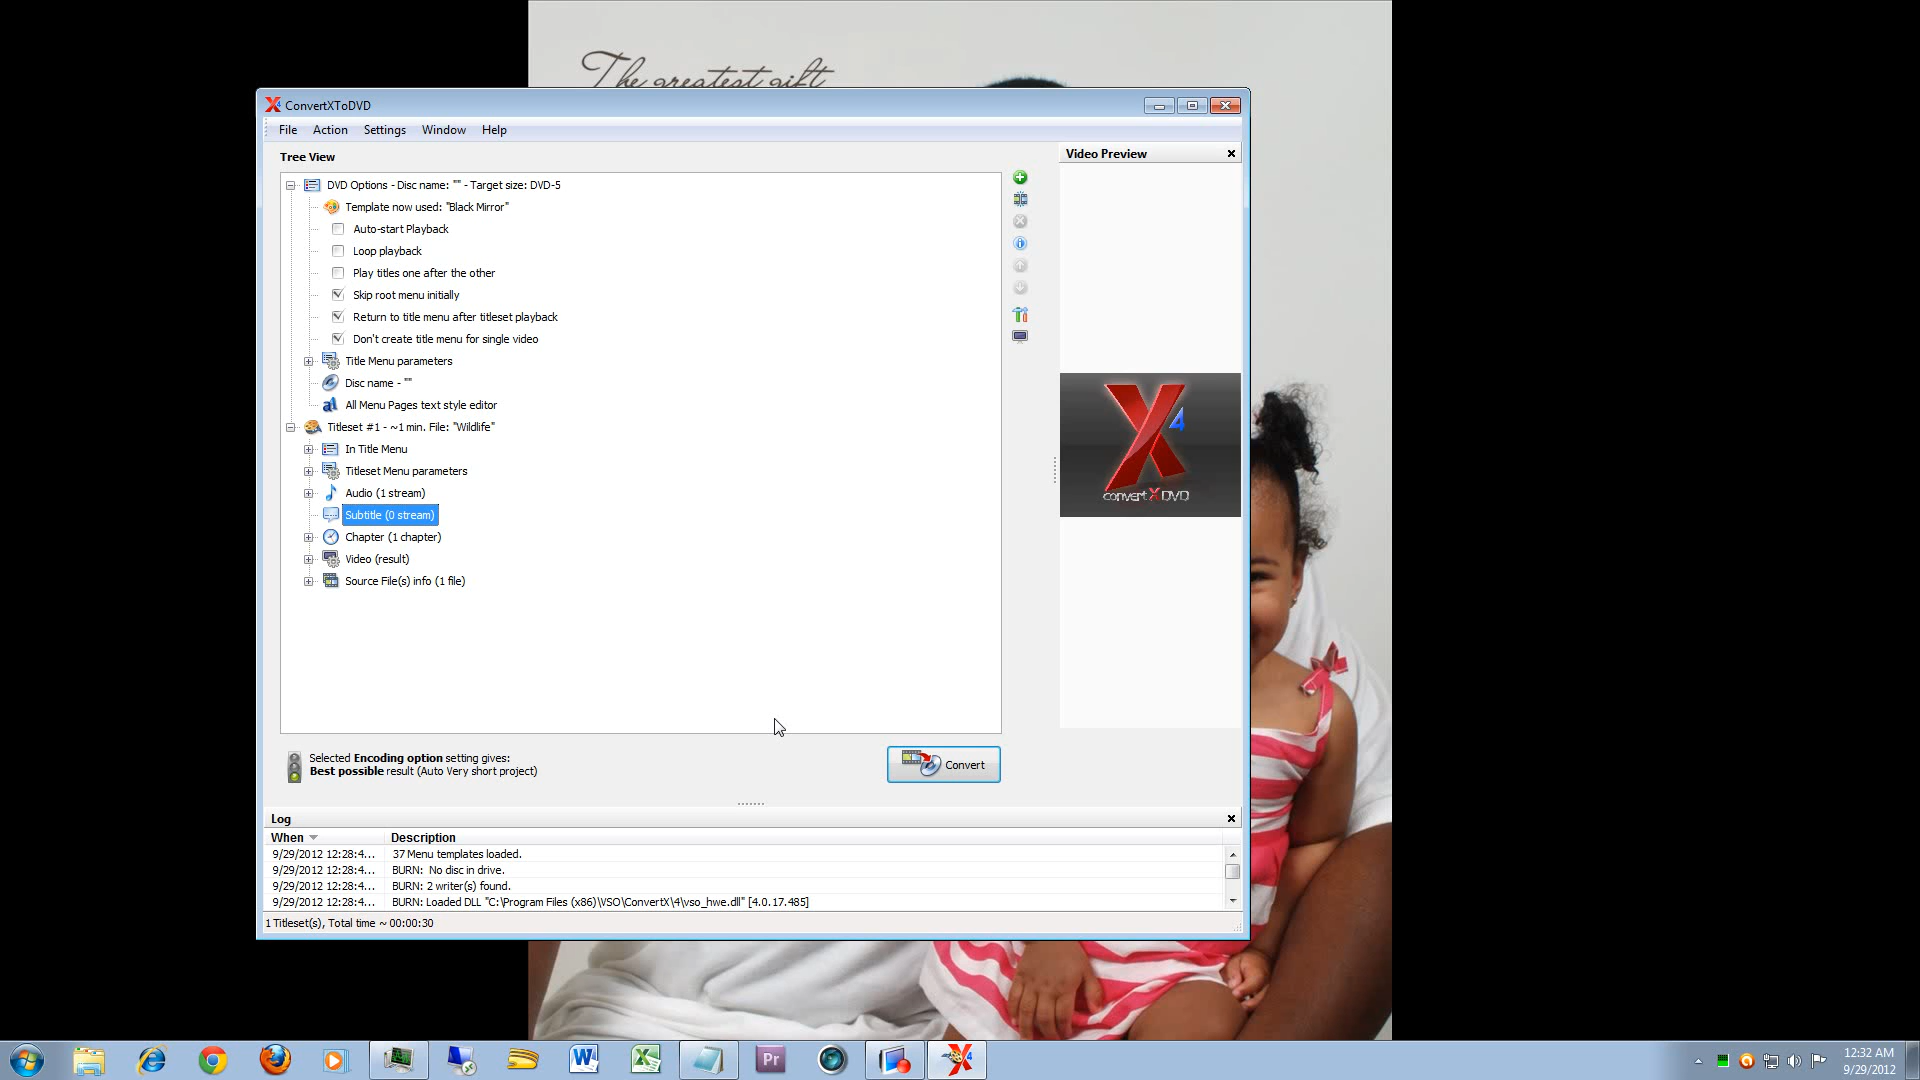 The greatest gift
ConvertXToDVD
File Action Settings Window Help
Tree View
Video Preview
DVD Options - Disc name: "" - Target size: DVD-5
Template now used: "Black Mirror"
Auto-start Playback
Loop playback
Play titles one after the other
Skip root menu initially
Return to title menu after titleset playback
Don't create title menu for single video
Title Menu parameters
Disc name - ""
All Menu Pages text style editor
Titleset #1 - ~1 min. File: "Wildlife"
In Title Menu
Titleset Menu parameters
Audio (1 stream)
Subtitle (0 stream)
Chapter (1 chapter)
Video (result)
Source File(s) info (1 file)
X 4
convert X DVD
Selected Encoding option setting gives:
Best possible result (Auto Very short project)
Convert
Log
When Description
9/29/2012 12:28:4... 37 Menu templates loaded.
9/29/2012 12:28:4... BURN: No disc in drive.
9/29/2012 12:28:4... BURN: 2 writer(s) found.
9/29/2012 12:28:4... BURN: Loaded DLL "C:\Program Files (x86)\VSO\ConvertX\4\vso_hwe.dll" [4.0.17.485]
1 Titleset(s), Total time ~ 00:00:30
Pr
12:32 AM
9/29/2012